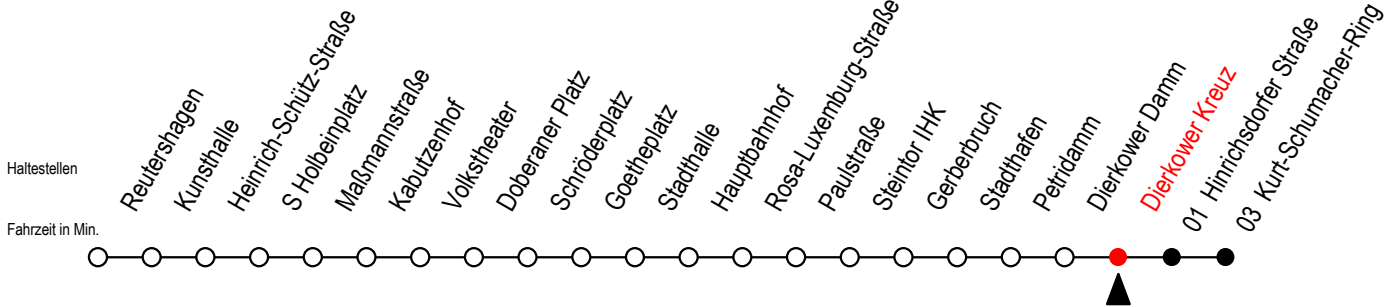 Haltestellen
Fahrzeit in Min.
Reutershagen
Kunsthalle
Heinrich-Schütz-Straße
S Holbeinplatz
Maßmannstraße
Kabutzenhof
Volkstheater
Doberaner Platz
Schröderplatz
Goetheplatz
Stadthalle
Hauptbahnhof
Rosa-Luxemburg-Straße
Paulstraße
Steintor IHK
Gerberbruch
Stadthafen
Petridamm
Dierkower Damm
Dierkower Kreuz
01 Hinrichsdorfer Straße
03 Kurt-Schumacher-Ring